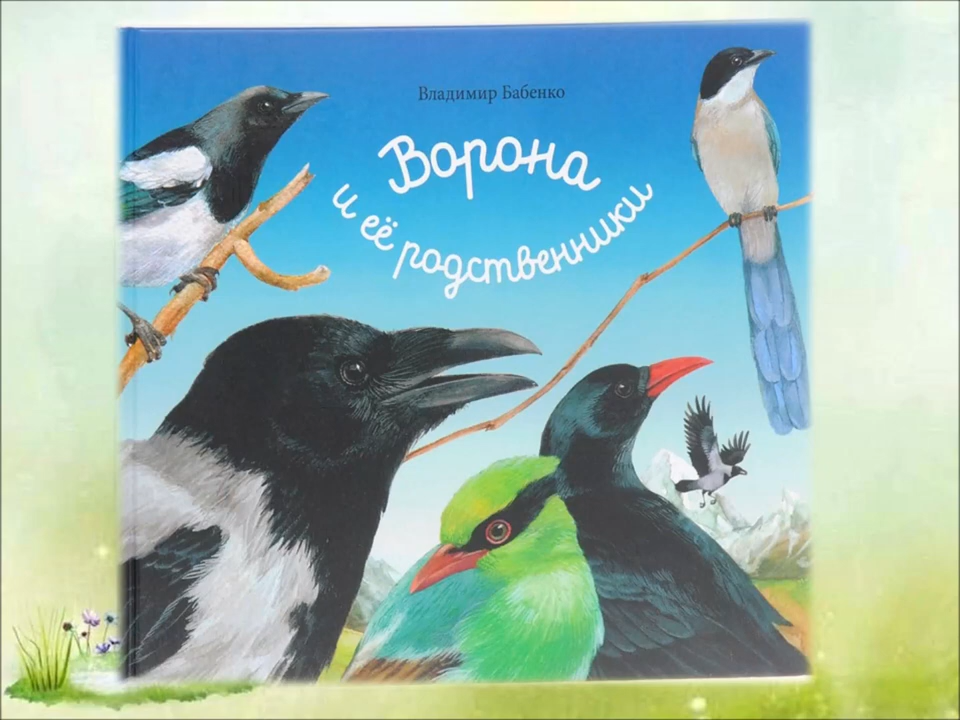 Владимир Бабенко
Ворона
и её родственники